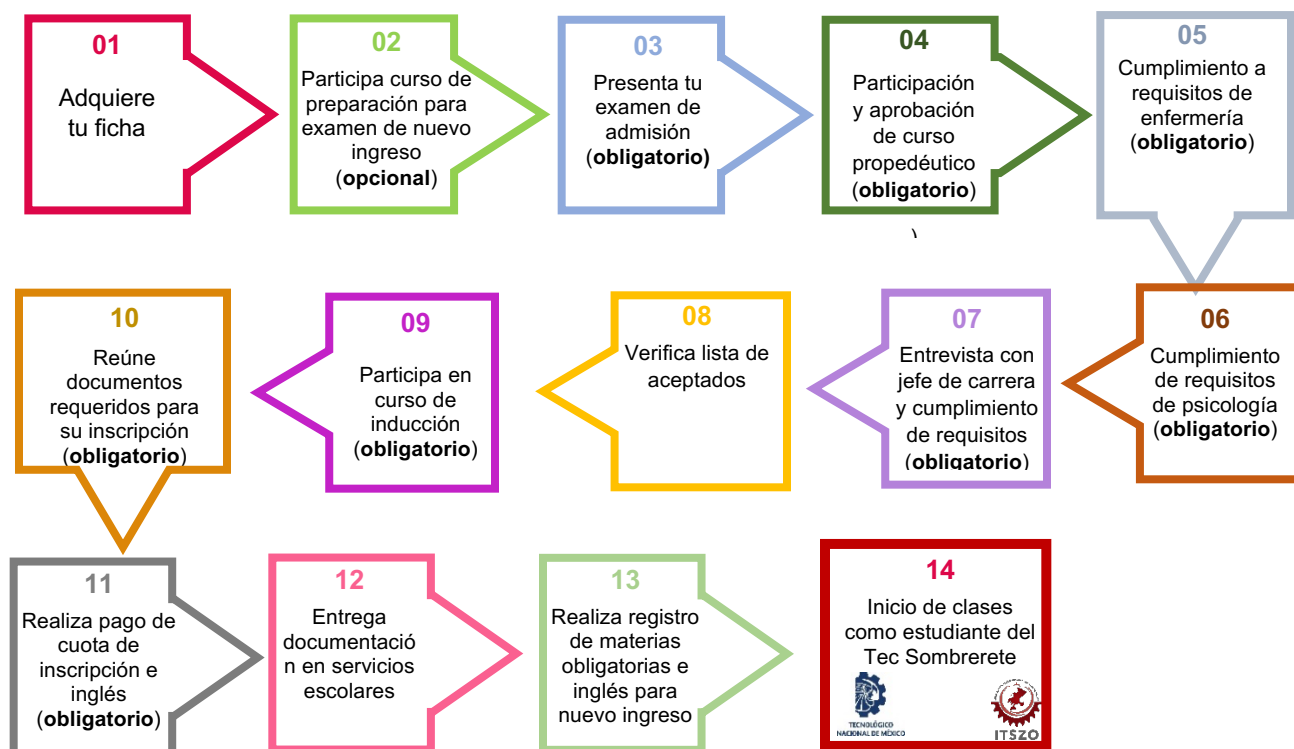 01
Adquiere
tu ficha
02
Participa curso de
preparación para
examen de nuevo
ingreso
(opcional)
03
Presenta tu
examen de
admisión
(obligatorio)
04
Participación
y aprobación
de curso
propedéutico
(obligatorio)
)
05
Cumplimiento a
requisitos de
enfermería
(obligatorio)
06
Cumplimiento
de requisitos
de psicología
(obligatorio)
07
Entrevista con
jefe de carrera
y cumplimiento
de requisitos
(obligatorio)
08
Verifica lista de
aceptados
09
Participa en
curso de
inducción
(obligatorio)
10
Reúne
documentos
requeridos para
su inscripción
(obligatorio)
11
Realiza pago de
cuota de
inscripción e
inglés
(obligatorio)
12
Entrega
documentació
n en servicios
escolares
13
Realiza registro
de materias
obligatorias e
inglés para
nuevo ingreso
14
Inicio de clases
como estudiante del
Tec Sombrerete
TECNOLÓGICO
NACIONAL DE MÉXICO
ITSZO